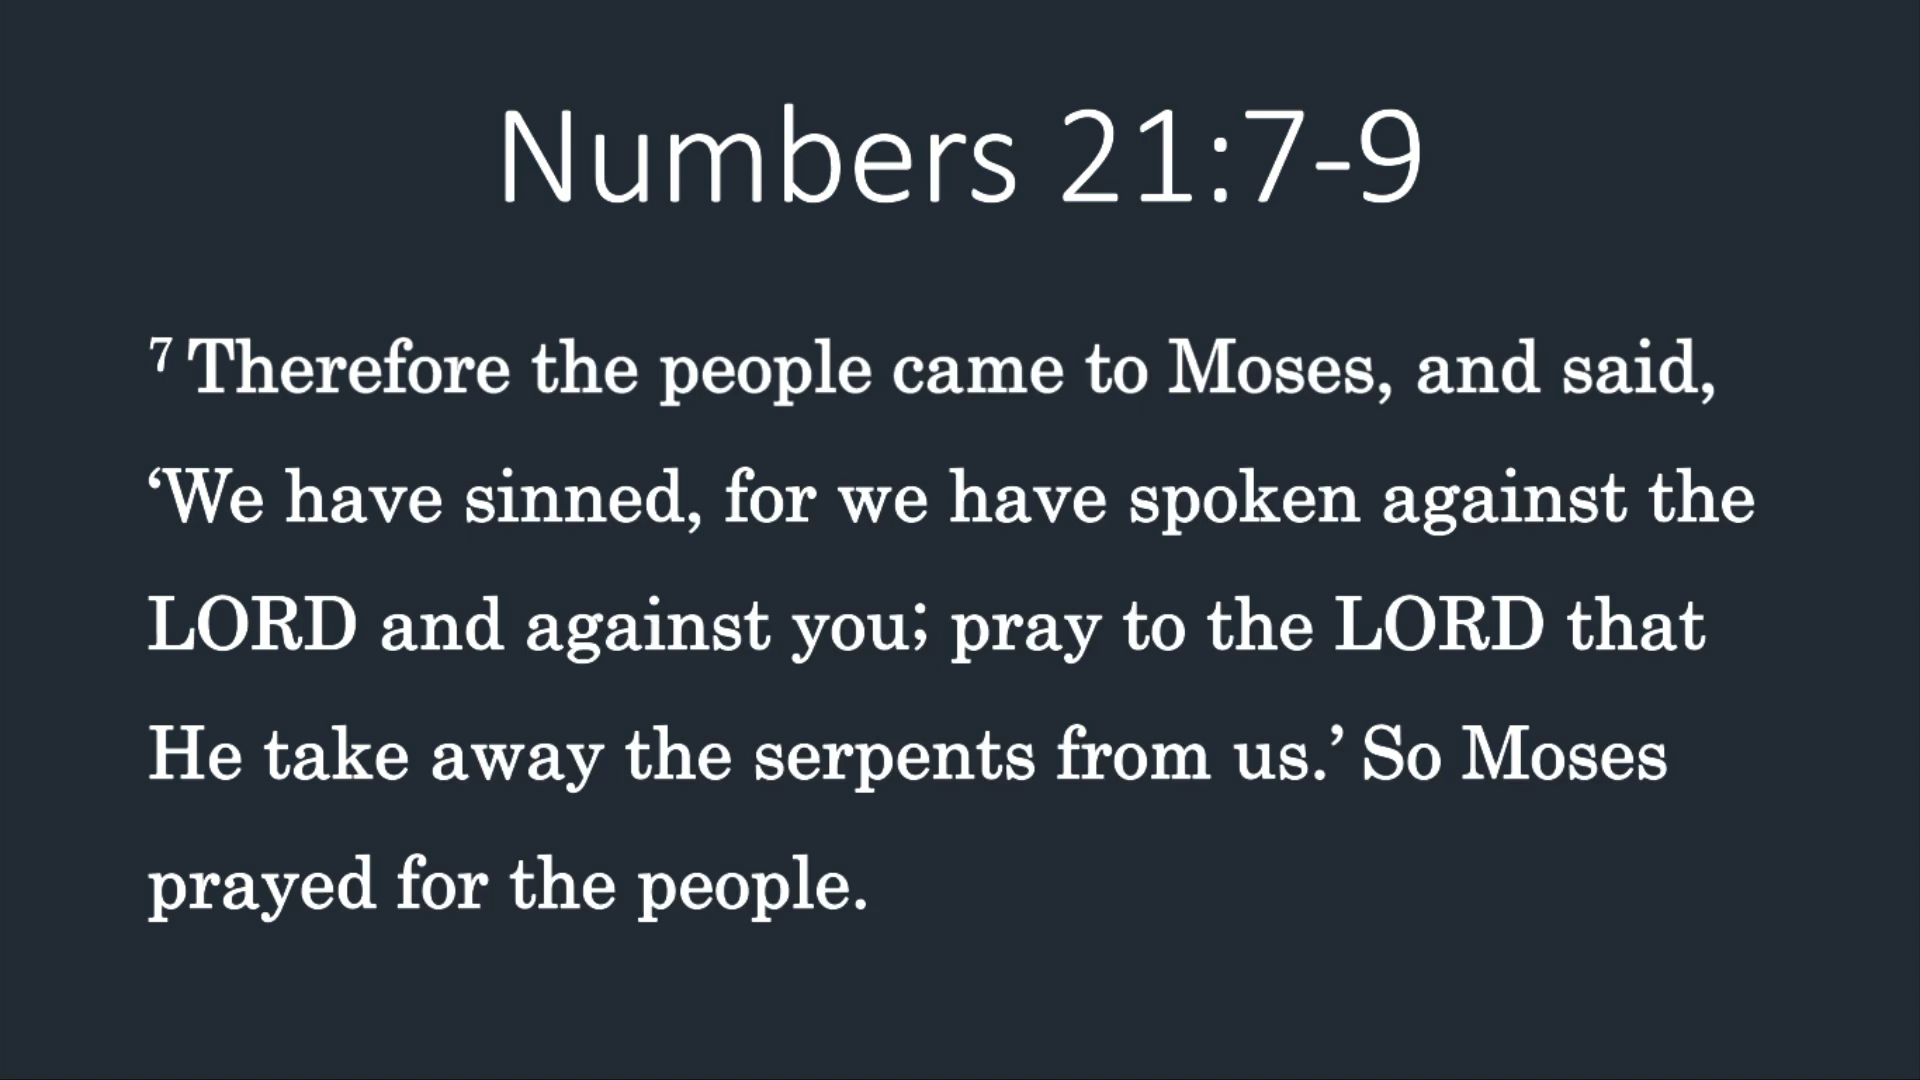 Numbers 21:7-9
7 Therefore the people came to Moses, and said,
‘We have sinned, for we have spoken against the
LORD and against you; pray to the LORD that
He take away the serpents from us.’ So Moses
prayed for the people.